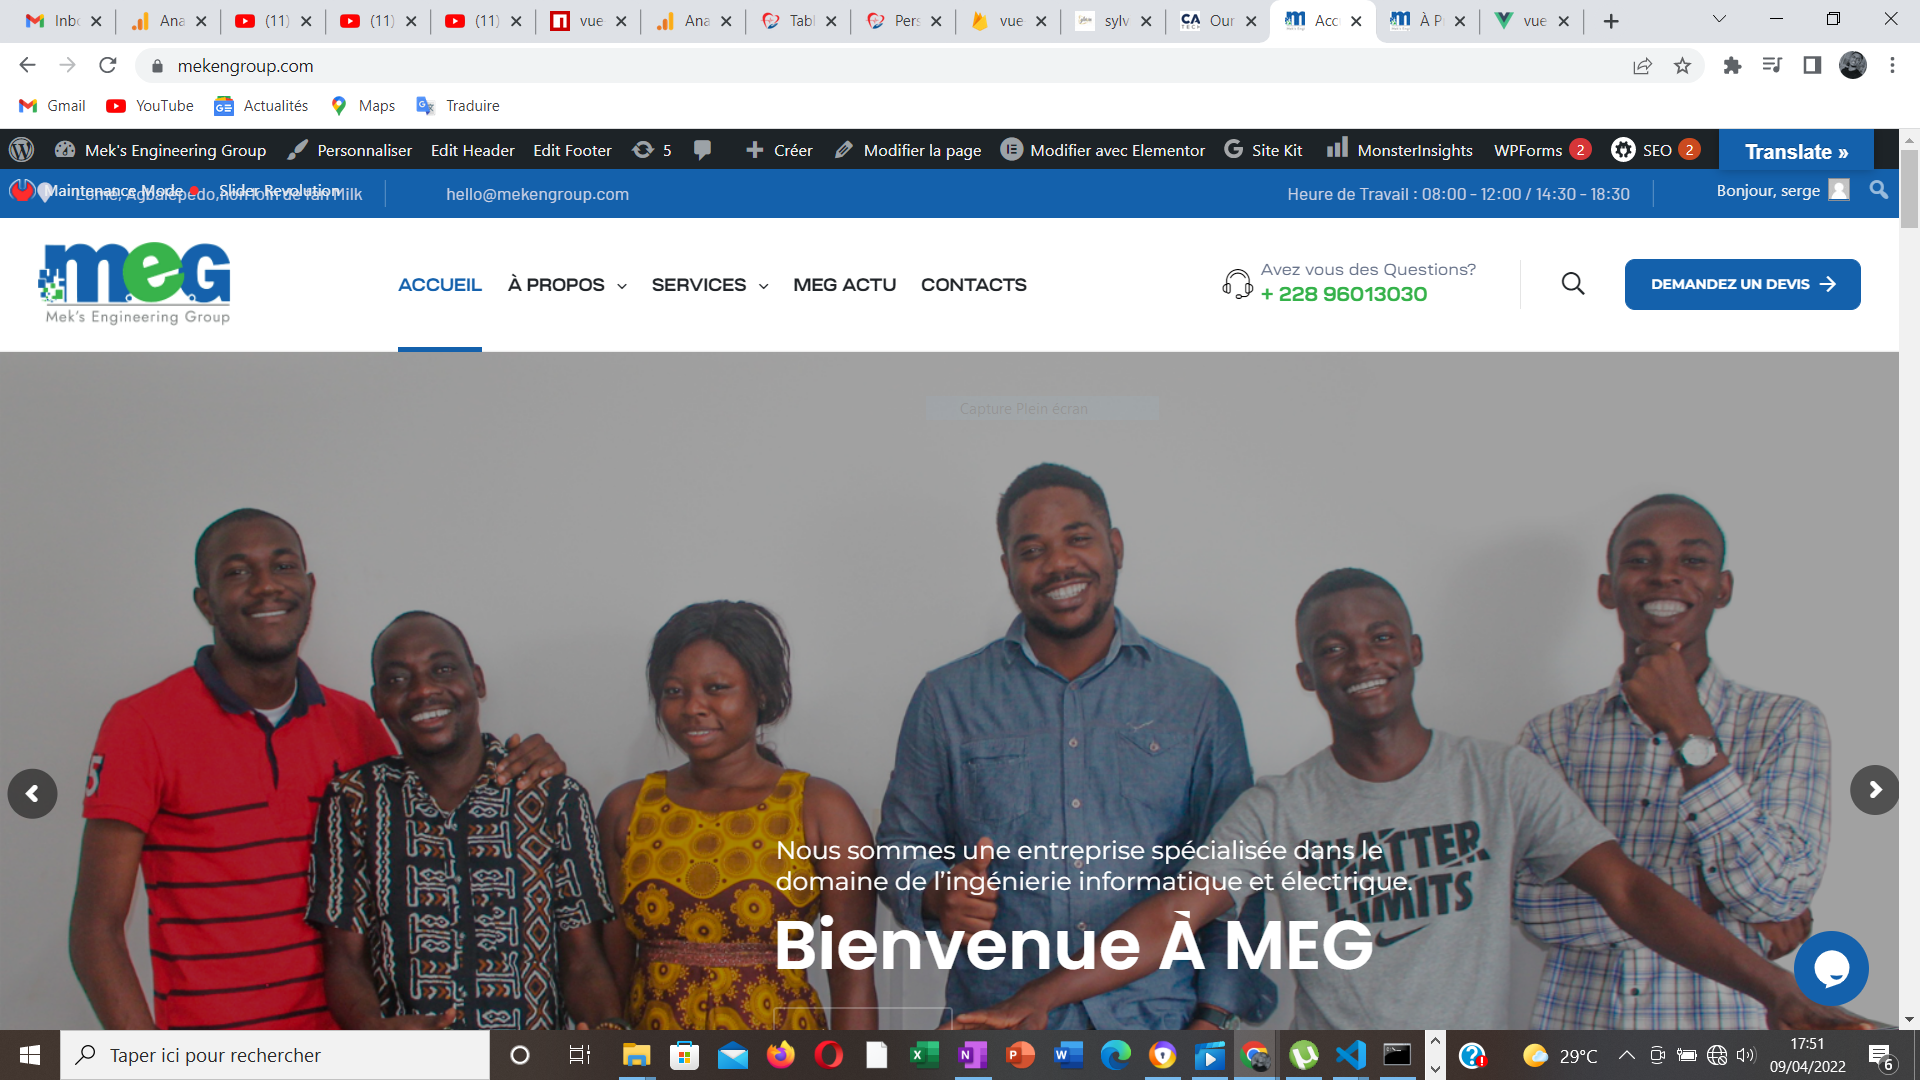 Inbo
Ana
(11)
(11)
(11)
vue
Ana
Tabl
Pers
vue
sylv
CA TECH Our
Acc
À P
vue
mekengroup.com
Gmail
YouTube
Actualités
Maps
Traduire
Mek's Engineering Group
Personnaliser
Edit Header
Edit Footer
5
Créer
Modifier la page
Modifier avec Elementor
Site Kit
MonsterInsights
WPForms 2
SEO 2
Translate »
Maintenance Mode
Slider Revolution
Lomé, Agbalepedo,non loin de fan Milk
hello@mekengroup.com
Heure de Travail : 08:00 - 12:00 / 14:30 - 18:30
Bonjour, serge
m.e.G
Mek's Engineering Group
ACCUEIL
À PROPOS
SERVICES
MEG ACTU
CONTACTS
Avez vous des Questions?
+ 228 96013030
DEMANDEZ UN DEVIS
Capture Plein écran
5
Nous sommes une entreprise spécialisée dans le
domaine de l'ingénierie informatique et électrique.
Bienvenue À MEG
LIMITS
Taper ici pour rechercher
29°C
17:51
09/04/2022
6